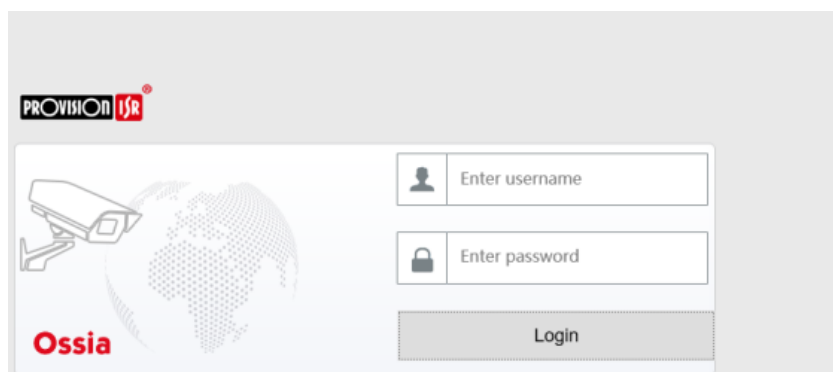 PROVISION ISR®
Enter username
Enter password
Login
Ossia